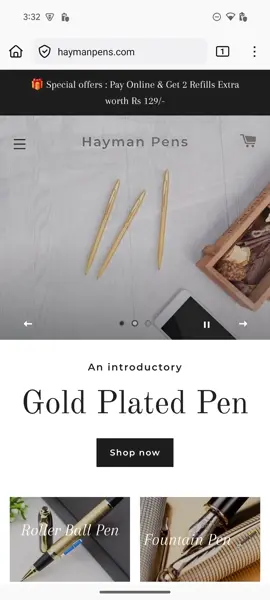 3:32
haymanpens.com
1
🎁 Special offers : Pay Online & Get 2 Refills Extra
worth Rs 129/-
Hayman Pens
An introductory
Gold Plated Pen
Shop now
Roller Ball Pen
Fountain Pen